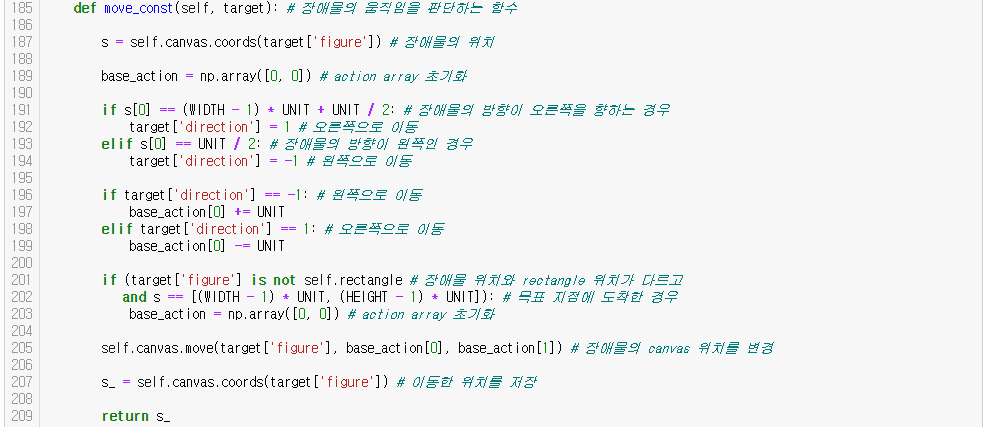 185 def move_const(self, target): # 장애물의 움직임을 판단하는 함수
186
187 s = self.canvas.coords(target['figure']) # 장애물의 위치
188
189 base_action = np.array([0, 0]) # action array 초기화
190
191 if s[0] == (WIDTH - 1) * UNIT + UNIT / 2: # 장애물의 방향이 오른쪽을 향하는 경우
192 target['direction'] = 1 # 오른쪽으로 이동
193 elif s[0] == UNIT / 2: # 장애물의 방향이 왼쪽인 경우
194 target['direction'] = -1 # 왼쪽으로 이동
195
196 if target['direction'] == -1: # 왼쪽으로 이동
197 base_action[0] += UNIT
198 elif target['direction'] == 1: # 오른쪽으로 이동
199 base_action[0] -= UNIT
200
201 if (target['figure'] is not self.rectangle # 장애물 위치와 rectangle 위치가 다르고
202 and s == [(WIDTH - 1) * UNIT, (HEIGHT - 1) * UNIT]): # 목표 지점에 도착한 경우
203 base_action = np.array([0, 0]) # action array 초기화
204
205 self.canvas.move(target['figure'], base_action[0], base_action[1]) # 장애물의 canvas 위치를 변경
206
207 s_ = self.canvas.coords(target['figure']) # 이동한 위치를 저장
208
209 return s_